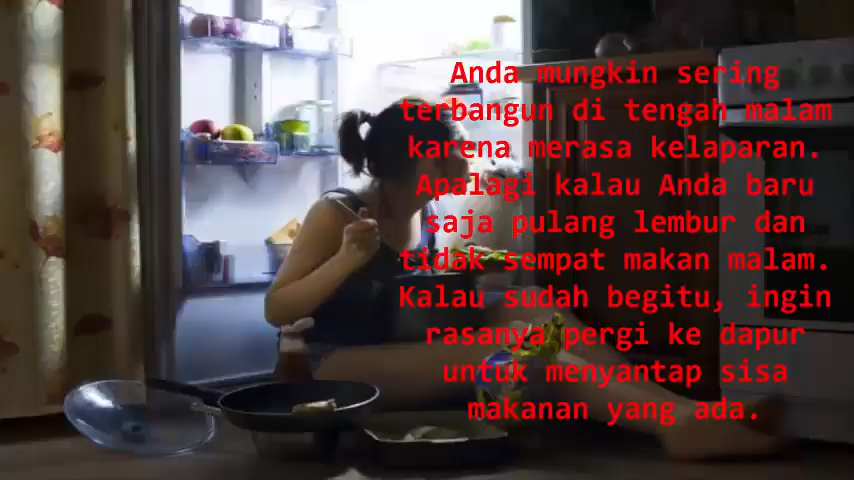 Anda mungkin sering
terbangun di tengah malam
karena merasa kelaparan.
Apalagi kalau Anda baru
saja pulang lembur dan
tidak sempat makan malam.
Kalau sudah begitu, ingin
rasanya pergi ke dapur
untuk menyantap sisa
makanan yang ada.